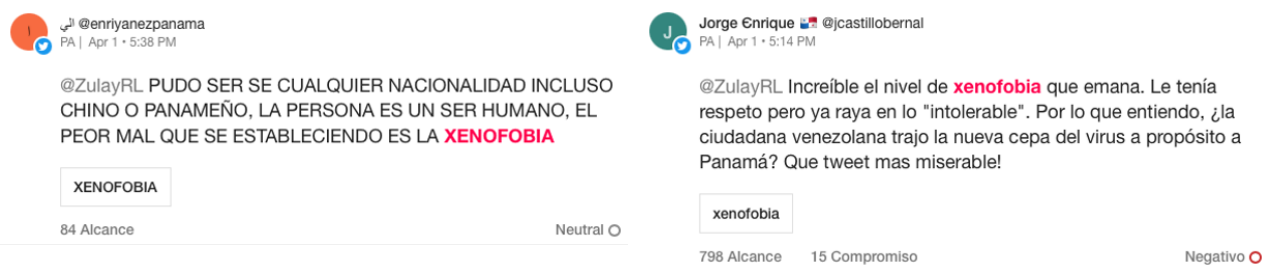 ا
الي @enriyanezpanama
PA | Apr 1 • 5:38 PM
@ZulayRL PUDO SER SE CUALQUIER NACIONALIDAD INCLUSO
CHINO O PANAMEÑO, LA PERSONA ES UN SER HUMANO, EL
PEOR MAL QUE SE ESTABLECIENDO ES LA XENOFOBIA
XENOFOBIA
84 Alcance
Neutral
J
Jorge Єnrique 🇵🇦 @jcastillobernal
PA | Apr 1 • 5:14 PM
@ZulayRL Increíble el nivel de xenofobia que emana. Le tenía
respeto pero ya raya en lo "intolerable". Por lo que entiendo, ¿la
ciudadana venezolana trajo la nueva cepa del virus a propósito a
Panamá? Que tweet mas miserable!
xenofobia
798 Alcance 15 Compromiso
Negativo